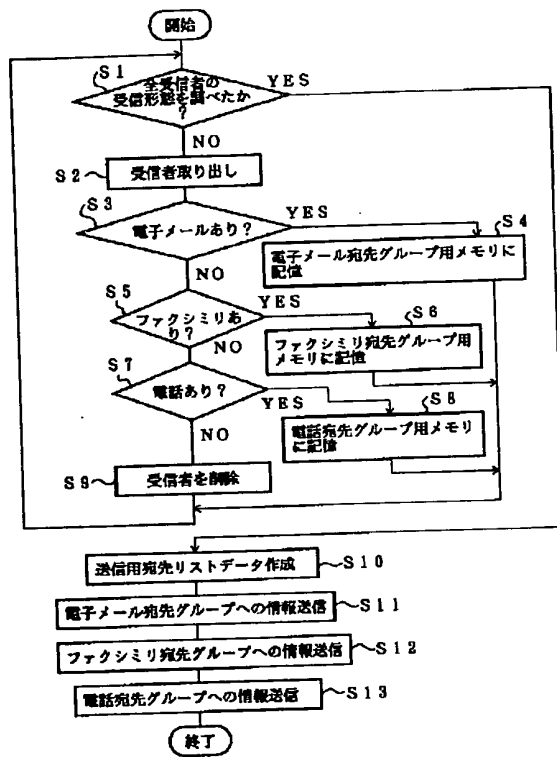 開始
S1
全受信者の
受信形態を調べたか
?
YES
NO
S2
受信者取り出し
S3
電子メールあり?
YES
S4
電子メール宛先グループ用メモリに
記憶
NO
S5
ファクシミリあ
り?
YES
S6
ファクシミリ宛先グループ用
メモリに記憶
NO
S7
電話あり?
YES
S8
電話宛先グループ用メモリ
に記憶
NO
S9
受信者を削除
送信用宛先リストデータ作成
S10
電子メール宛先グループへの情報送信
S11
ファクシミリ宛先グループへの情報送信
S12
電話宛先グループへの情報送信
S13
終了